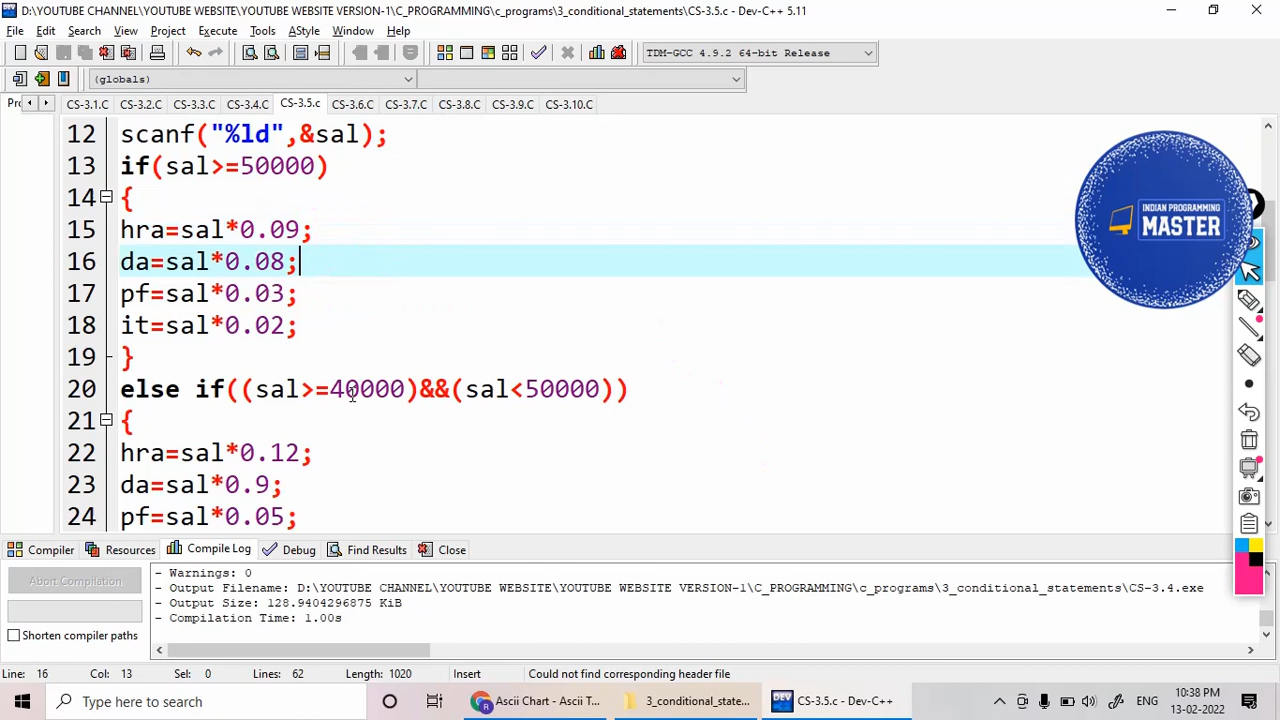 D:\YOUTUBE CHANNEL\YOUTUBE WEBSITE\YOUTUBE WEBSITE VERSION-1\C_PROGRAMMING\c_programs\3_conditional_statements\CS-3.5.c - Dev-C++ 5.11
File Edit Search View Project Execute Tools AStyle Window Help
TDM-GCC 4.9.2 64-bit Release
(globals)
Pr CS-3.1.C CS-3.2.C CS-3.3.C CS-3.4.C CS-3.5.c CS-3.6.C CS-3.7.C CS-3.8.C CS-3.9.C CS-3.10.C
12 scanf("%ld",&sal);
13 if(sal>=50000)
14 {
15 hra=sal*0.09;
16 da=sal*0.08;
17 pf=sal*0.03;
18 it=sal*0.02;
19 }
20 else if((sal>=40000)&&(sal<50000))
21 {
22 hra=sal*0.12;
23 da=sal*0.9;
24 pf=sal*0.05;
INDIAN PROGRAMMING
MASTER
Compiler Resources Compile Log Debug Find Results Close
Abort Compilation
Shorten compiler paths
- Warnings: 0
- Output Filename: D:\YOUTUBE CHANNEL\YOUTUBE WEBSITE\YOUTUBE WEBSITE VERSION-1\C_PROGRAMMING\c_programs\3_conditional_statements\CS-3.4.exe
- Output Size: 128.9404296875 KiB
- Compilation Time: 1.00s
Line: 16 Col: 13 Sel: 0 Lines: 62 Length: 1020 Insert Could not find corresponding header file
Type here to search
Ascii Chart - Ascii T...
3_conditional_state...
DEV
CS-3.5.c - Dev-C++
10:38 PM
13-02-2022